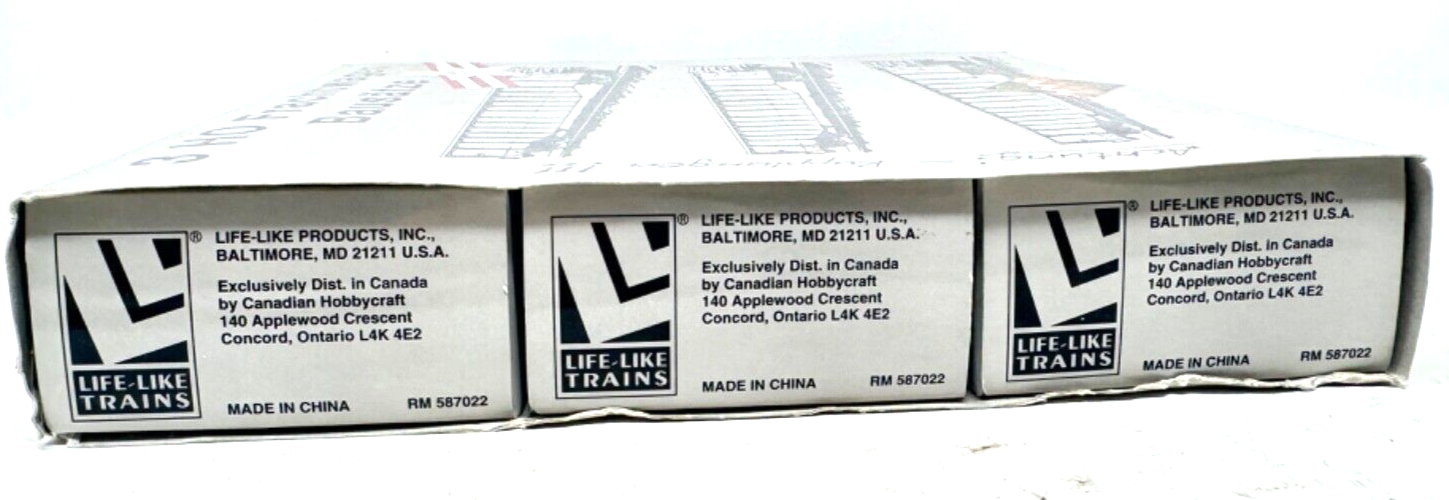 3 HO
Achtung:
LIFE-LIKE
TRAINS
®
LIFE-LIKE PRODUCTS, INC.,
BALTIMORE, MD 21211 U.S.A.
Exclusively Dist. in Canada
by Canadian Hobbycraft
140 Applewood Crescent
Concord, Ontario L4K 4E2
MADE IN CHINA
RM 587022
LIFE-LIKE
TRAINS
®
LIFE-LIKE PRODUCTS, INC.,
BALTIMORE, MD 21211 U.S.A.
Exclusively Dist. in Canada
by Canadian Hobbycraft
140 Applewood Crescent
Concord, Ontario L4K 4E2
MADE IN CHINA
RM 587022
LIFE-LIKE
TRAINS
®
LIFE-LIKE PRODUCTS, INC.,
BALTIMORE, MD 21211 U.S.A.
Exclusively Dist. in Canada
by Canadian Hobbycraft
140 Applewood Crescent
Concord, Ontario L4K 4E2
MADE IN CHINA
RM 587022